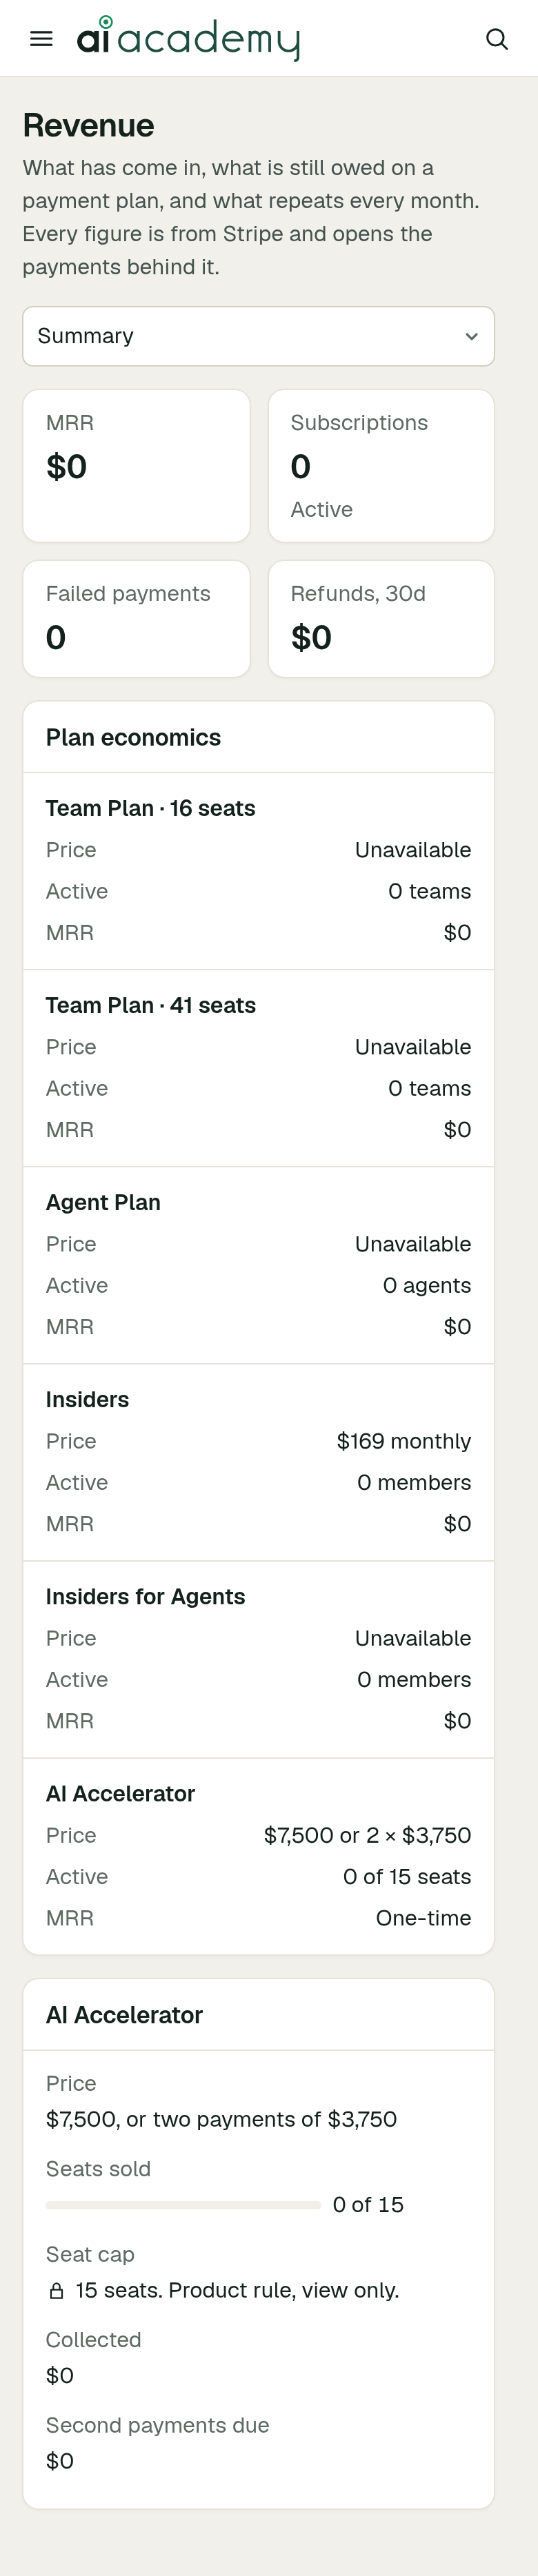 ai academy
Revenue
What has come in, what is still owed on a
payment plan, and what repeats every month.
Every figure is from Stripe and opens the
payments behind it.
Summary
MRR
$0
Subscriptions
0
Active
Failed payments
0
Refunds, 30d
$0
Plan economics
Team Plan · 16 seats
Price Unavailable
Active 0 teams
MRR $0
Team Plan · 41 seats
Price Unavailable
Active 0 teams
MRR $0
Agent Plan
Price Unavailable
Active 0 agents
MRR $0
Insiders
Price $169 monthly
Active 0 members
MRR $0
Insiders for Agents
Price Unavailable
Active 0 members
MRR $0
AI Accelerator
Price $7,500 or 2 × $3,750
Active 0 of 15 seats
MRR One-time
AI Accelerator
Price
$7,500, or two payments of $3,750
Seats sold
0 of 15
Seat cap
15 seats. Product rule, view only.
Collected
$0
Second payments due
$0